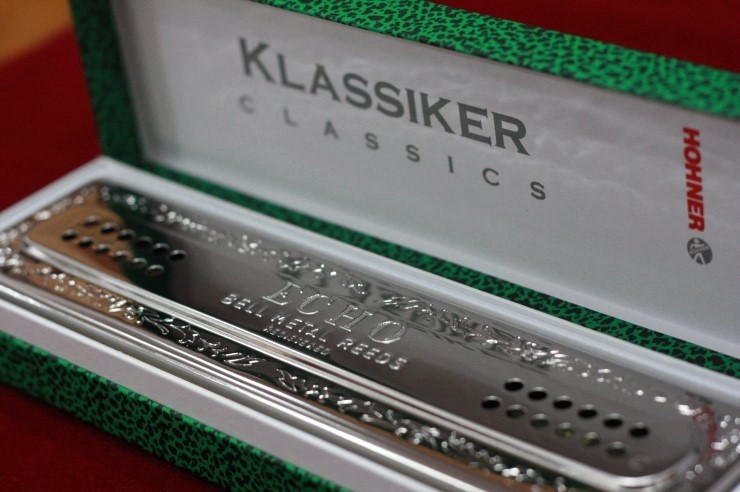 KLASSIKER
CLASSICS
HOHNER
ECHO
BELL METAL REEDS